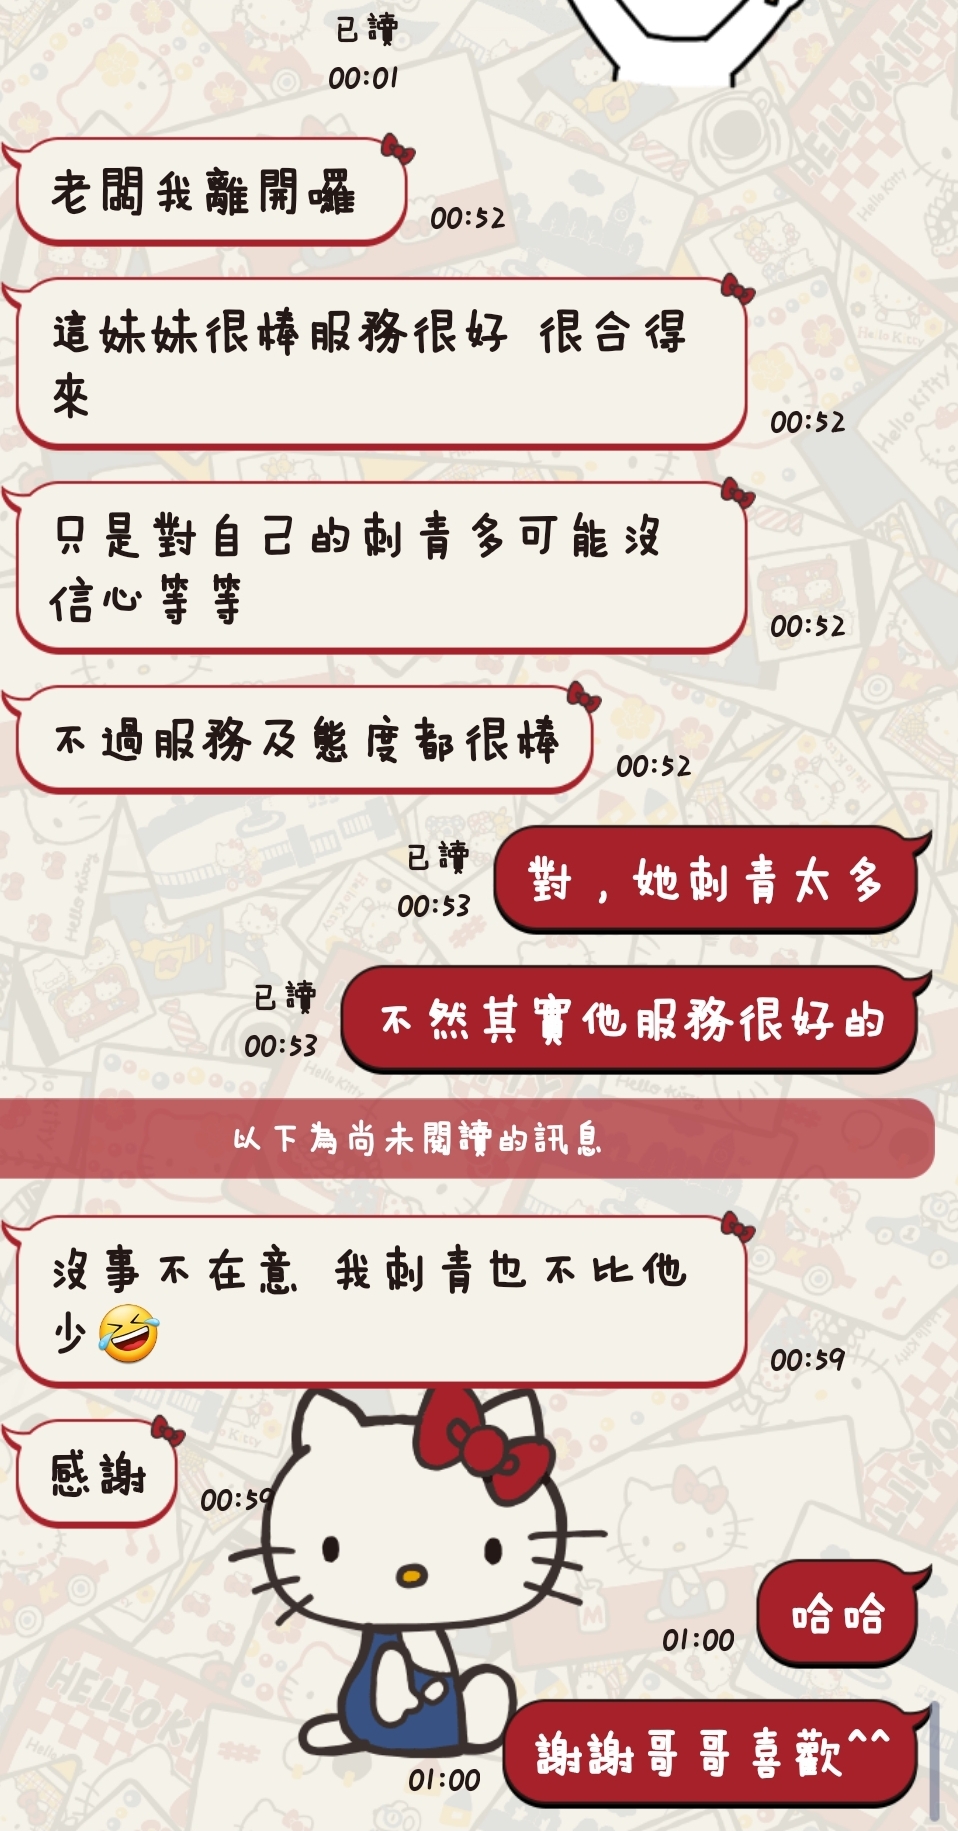 已讀
00:01
老闆我離開囉
00:52
這妹妹很棒服務很好 很合得
來
00:52
只是對自己的刺青多可能沒
信心等等
00:52
不過服務及態度都很棒
00:52
已讀
00:53
對，她刺青太多
已讀
00:53
不然其實他服務很好的
以下為尚未閱讀的訊息
沒事不在意 我刺青也不比他
少🤣
00:59
感謝
00:59
哈哈
01:00
謝謝哥哥喜歡^^
01:00